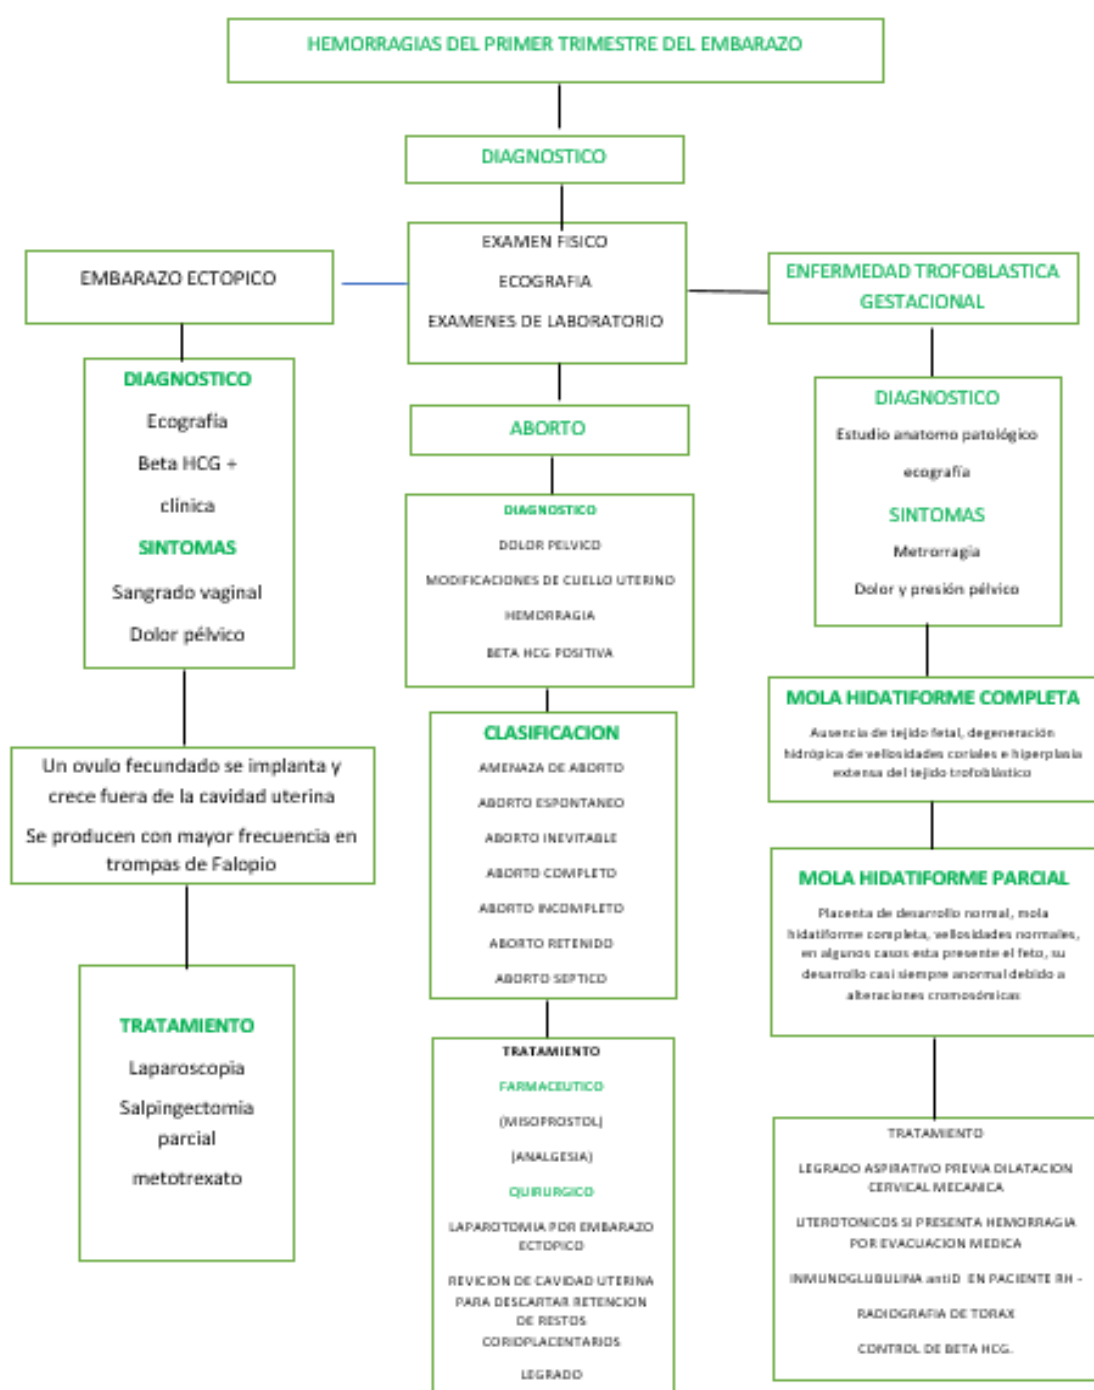 HEMORRAGIAS DEL PRIMER TRIMESTRE DEL EMBARAZO
DIAGNOSTICO
EXAMEN FISICO
ECOGRAFIA
EXAMENES DE LABORATORIO
EMBARAZO ECTOPICO
DIAGNOSTICO
Ecografía
Beta HCG +
clínica
SINTOMAS
Sangrado vaginal
Dolor pélvico
Un ovulo fecundado se implanta y
crece fuera de la cavidad uterina
Se producen con mayor frecuencia en
trompas de Falopio
TRATAMIENTO
Laparoscopia
Salpingectomia
parcial
metotrexato
ABORTO
DIAGNOSTICO
DOLOR PELVICO
MODIFICACIONES DE CUELLO UTERINO
HEMORRAGIA
BETA HCG POSITIVA
CLASIFICACION
AMENAZA DE ABORTO
ABORTO ESPONTANEO
ABORTO INEVITABLE
ABORTO COMPLETO
ABORTO INCOMPLETO
ABORTO RETENIDO
ABORTO SEPTICO
TRATAMIENTO
FARMACEUTICO
(MISOPROSTOL)
(ANALGESIA)
QUIRURGICO
LAPAROTOMIA POR EMBARAZO
ECTOPICO
REVICION DE CAVIDAD UTERINA
PARA DESCARTAR RETENCION
DE RESTOS
CORIOPLACENTARIOS
LEGRADO
ENFERMEDAD TROFOBLASTICA
GESTACIONAL
DIAGNOSTICO
Estudio anatomo patológico
ecografía
SINTOMAS
Metrorragia
Dolor y presión pélvico
MOLA HIDATIFORME COMPLETA
Ausencia de tejido fetal, degeneración
hidrópica de vellosidades coriales e hiperplasia
extensa del tejido trofoblástico
MOLA HIDATIFORME PARCIAL
Placenta de desarrollo normal, mola
hidatiforme completa, vellosidades normales,
en algunos casos esta presente el feto, su
desarrollo casi siempre anormal debido a
alteraciones cromosómicas
TRATAMIENTO
LEGRADO ASPIRATIVO PREVIA DILATACION
CERVICAL MECANICA
UTEROTONICOS SI PRESENTA HEMORRAGIA
POR EVACUACION MEDICA
INMUNOGLUBULINA antiD EN PACIENTE RH -
RADIOGRAFIA DE TORAX
CONTROL DE BETA HCG.